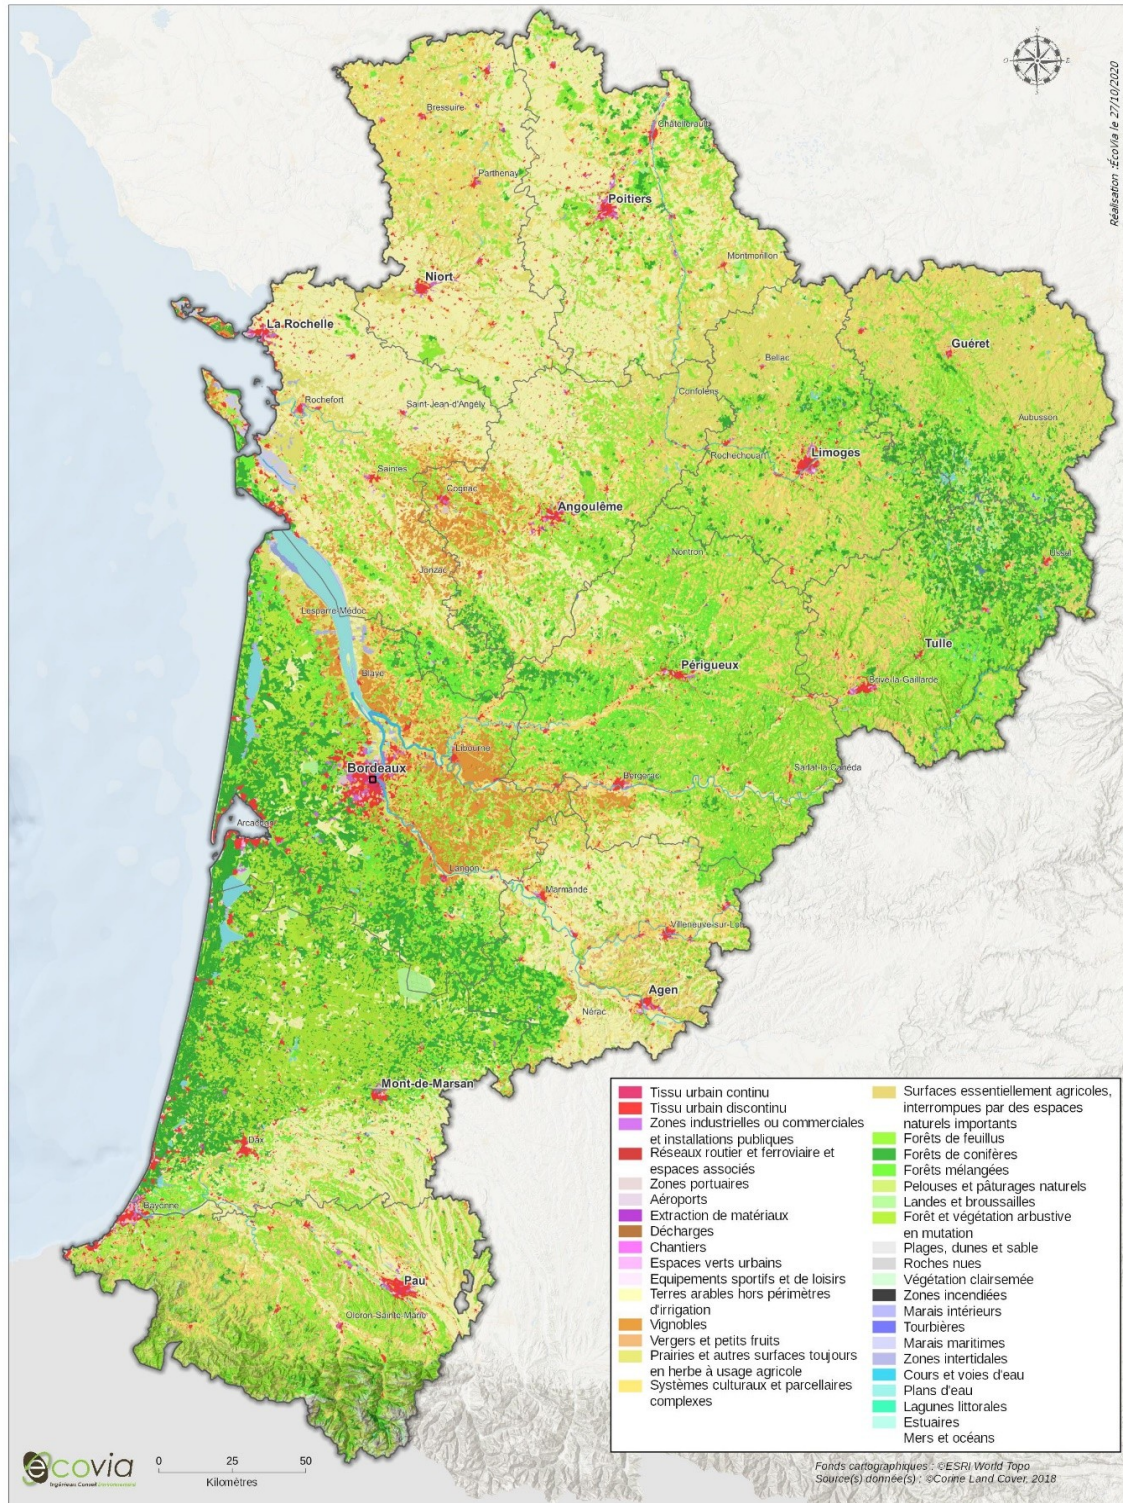 Réalisation :ÉcoVia le 27/10/2020
Bressuire
Châtellerault
Parthenay
Poitiers
Montmorillon
Niort
La Rochelle
Guéret
Bellac
Confolens
Rochefort
Saint-Jean-d'Angély
Aubusson
Rochechouart
Limoges
Saintes
Cognac
Angoulême
Nontron
Ussel
Jonzac
Lesparre-Médoc
Tulle
Périgueux
Blaye
Brive-la-Gaillarde
Libourne
Bordeaux
Bergerac
Sarlat-la-Canéda
Arcachon
Langon
Marmande
Villeneuve-sur-Lot
Agen
Nérac
Mont-de-Marsan
Dax
Bayonne
Pau
Oloron-Sainte-Marie
Tissu urbain continu
Tissu urbain discontinu
Zones industrielles ou commerciales
et installations publiques
Réseaux routier et ferroviaire et
espaces associés
Zones portuaires
Aéroports
Extraction de matériaux
Décharges
Chantiers
Espaces verts urbains
Equipements sportifs et de loisirs
Terres arables hors périmètres
d'irrigation
Vignobles
Vergers et petits fruits
Prairies et autres surfaces toujours
en herbe à usage agricole
Systèmes culturaux et parcellaires
complexes
Surfaces essentiellement agricoles,
interrompues par des espaces
naturels importants
Forêts de feuillus
Forêts de conifères
Forêts mélangées
Pelouses et pâturages naturels
Landes et broussailles
Forêt et végétation arbustive
en mutation
Plages, dunes et sable
Roches nues
Végétation clairsemée
Zones incendiées
Marais intérieurs
Tourbières
Marais maritimes
Zones intertidales
Cours et voies d'eau
Plans d'eau
Lagunes littorales
Estuaires
Mers et océans
ecovia
Ingénierie Conseil Environnement
0 25 50
Kilomètres
Fonds cartographiques : ©ESRI World Topo
Source(s) donnée(s) : ©Corine Land Cover, 2018